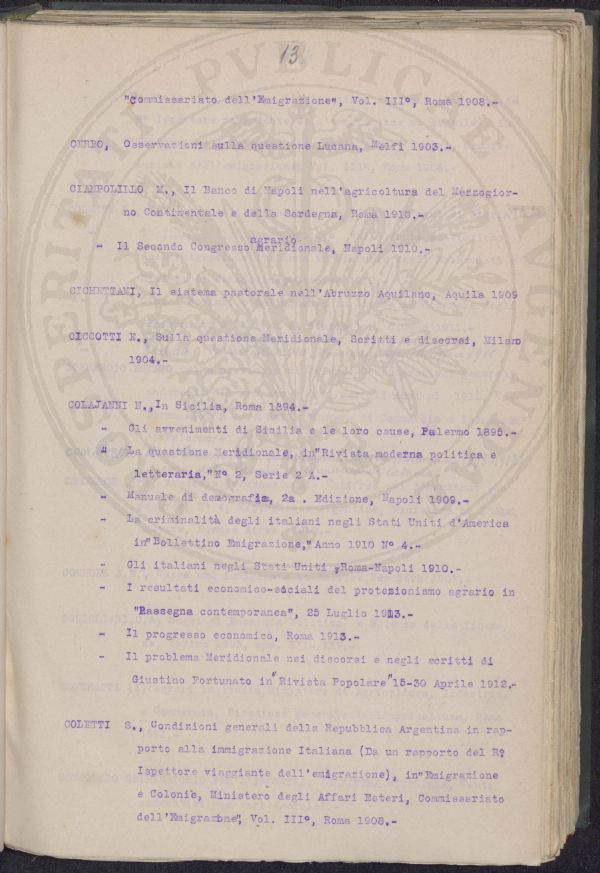 13
"Commissariato dell'Emigrazione", Vol. III°, Roma 1908.-
CERBO, Osservazioni sulla questione Lucana, Melfi 1903.-
CIAMPOLILLO M., Il Banco di Napoli nell'agricoltura del Mezzogior-
no Continentale e della Sardegna, Roma 1910.-
agrario
- Il Secondo Congresso Meridionale, Napoli 1910.-
CICHETTANI, Il sistema pastorale nell'Abruzzo Aquilano, Aquila 1909
CICCOTTI E., Sulla questione Meridionale, Scritti e discorsi, Milano
1904.-
COLAJANNI N., In Sicilia, Roma 1894.-
- Gli avvenimenti di Sicilia e le loro cause, Palermo 1895.-
" La questione Meridionale, in "Rivista moderna politica e
letteraria," N° 2, Serie 2 A.-
- Manuale di demografia, 2a . Edizione, Napoli 1909.-
- La criminalità degli italiani negli Stati Uniti d'America
in "Bollettino Emigrazione," Anno 1910 N° 4.-
- Gli italiani negli Stati Uniti, Roma-Napoli 1910.-
- I resultati economico-sociali del protezionismo agrario in
"Rassegna contemporanea", 25 Luglio 1913.-
- Il progresso economico, Roma 1913.-
- Il problema Meridionale nei discorsi e negli scritti di
Giustino Fortunato in "Rivista Popolare" 15-30 Aprile 1912.-
COLETTI S., Condizioni generali della Repubblica Argentina in rap-
porto alla immigrazione Italiana (Da un rapporto del R°
Ispettore viaggiante dell'emigrazione), in "Emigrazione
e Colonie, Ministero degli Affari Esteri, Commissariato
dell'Emigrazione", Vol. III°, Roma 1908.-